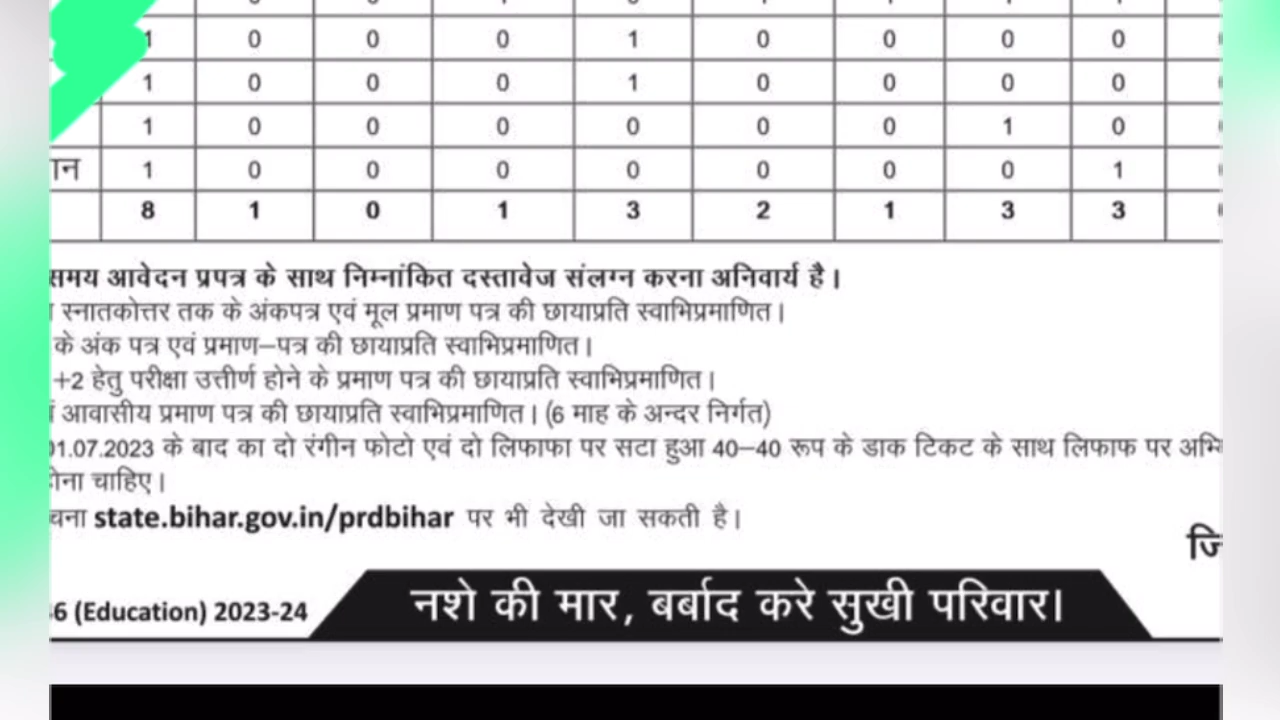 1 0 0 0 1 0 0 0 0
1 0 0 0 1 0 0 0 0
1 0 0 0 0 0 0 1 0
ान 1 0 0 0 0 0 0 0 1
8 1 0 1 3 2 1 3 3
समय आवेदन प्रपत्र के साथ निम्नांकित दस्तावेज संलग्न करना अनिवार्य है।
स्नातकोत्तर तक के अंकपत्र एवं मूल प्रमाण पत्र की छायाप्रति स्वाभिप्रमाणित।
के अंक पत्र एवं प्रमाण–पत्र की छायाप्रति स्वाभिप्रमाणित।
+2 हेतु परीक्षा उत्तीर्ण होने के प्रमाण पत्र की छायाप्रति स्वाभिप्रमाणित।
आवासीय प्रमाण पत्र की छायाप्रति स्वाभिप्रमाणित। (6 माह के अन्दर निर्गत)
01.07.2023 के बाद का दो रंगीन फोटो एवं दो लिफाफा पर सटा हुआ 40–40 रूप के डाक टिकट के साथ लिफाफ पर
होना चाहिए।
state.bihar.gov.in/prdbihar पर भी देखी जा सकती है।
जि
6 (Education) 2023-24
नशे की मार, बर्बाद करे सुखी परिवार।